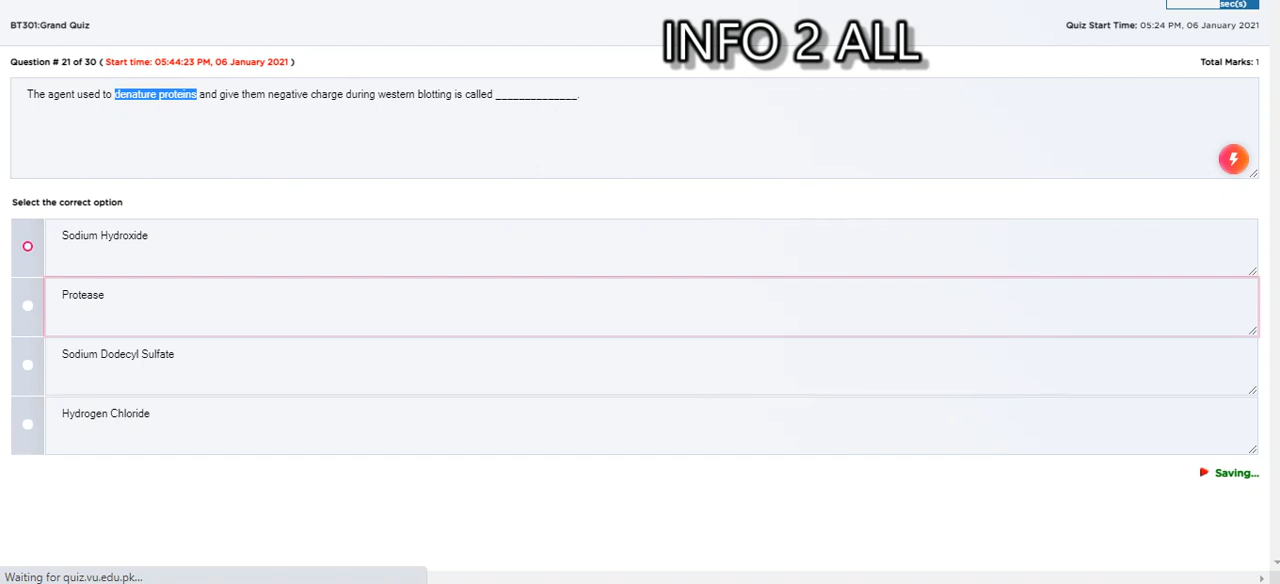 sec(s)
BT301:Grand Quiz
INFO 2 ALL
Quiz Start Time: 05:24 PM, 06 January 2021
Question # 21 of 30 ( Start time: 05:44:23 PM, 06 January 2021 )
Total Marks: 1
The agent used to denature proteins and give them negative charge during western blotting is called ______________.
Select the correct option
Sodium Hydroxide
Protease
Sodium Dodecyl Sulfate
Hydrogen Chloride
Saving...
Waiting for quiz.vu.edu.pk...